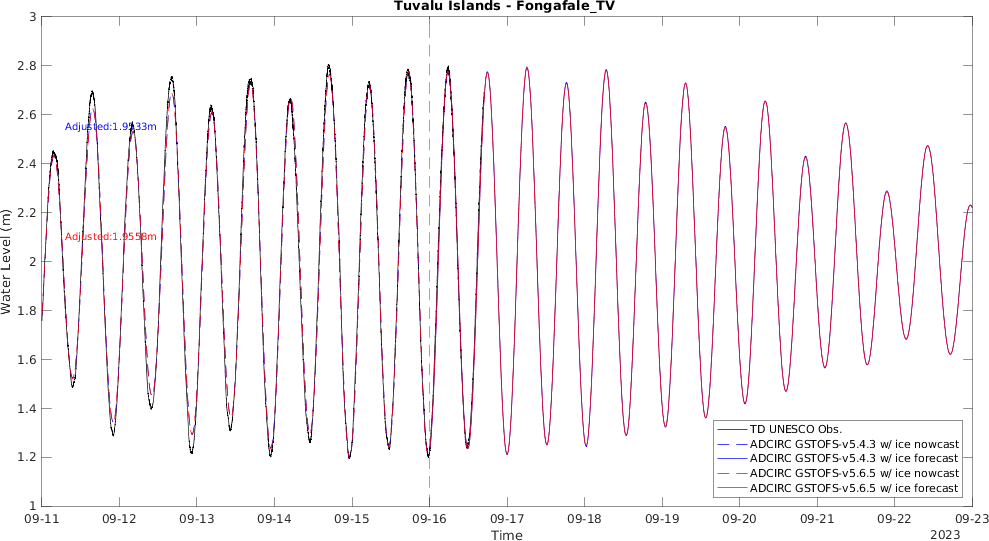 Tuvalu Islands - Fongafale_TV
3
2.8
2.6
2.4
2.2
2
1.8
1.6
1.4
1.2
1
Water Level (m)
Adjusted:1.9533m
Adjusted:1.9558m
TD UNESCO Obs.
ADCIRC GSTOFS-v5.4.3 w/ ice nowcast
ADCIRC GSTOFS-v5.4.3 w/ ice forecast
ADCIRC GSTOFS-v5.6.5 w/ ice nowcast
ADCIRC GSTOFS-v5.6.5 w/ ice forecast
09-11 09-12 09-13 09-14 09-15 09-16 09-17 09-18 09-19 09-20 09-21 09-22 09-23
Time
2023